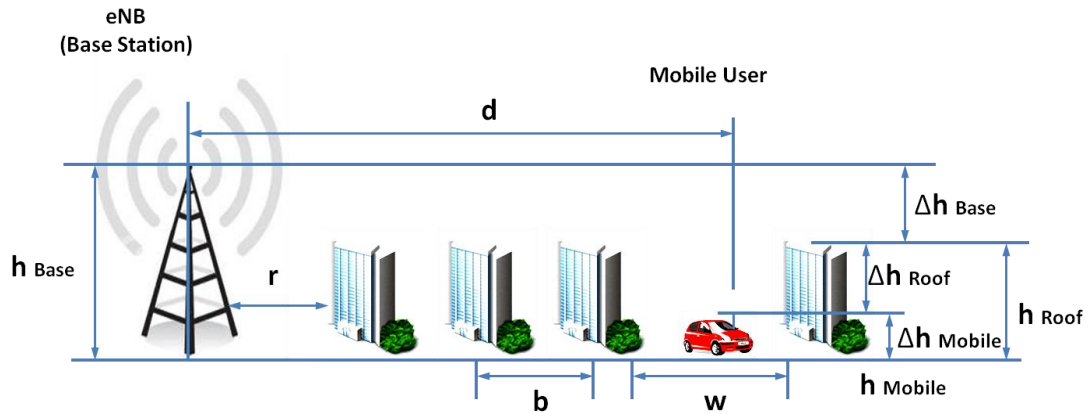 eNB
(Base Station)
Mobile User
d
Δh Base
h Base
r
Δh Roof
h Roof
Δh Mobile
h Mobile
b
w